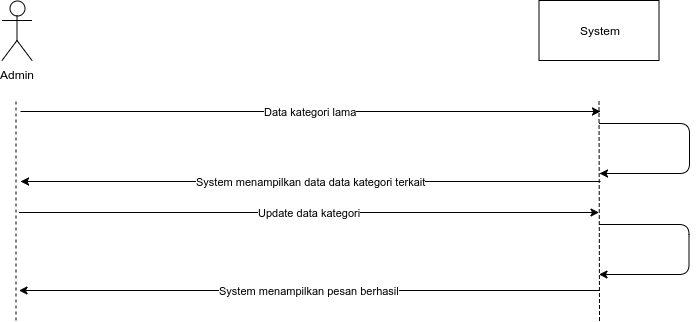 System
Admin
Data kategori lama
System menampilkan data data kategori terkait
Update data kategori
System menampilkan pesan berhasil